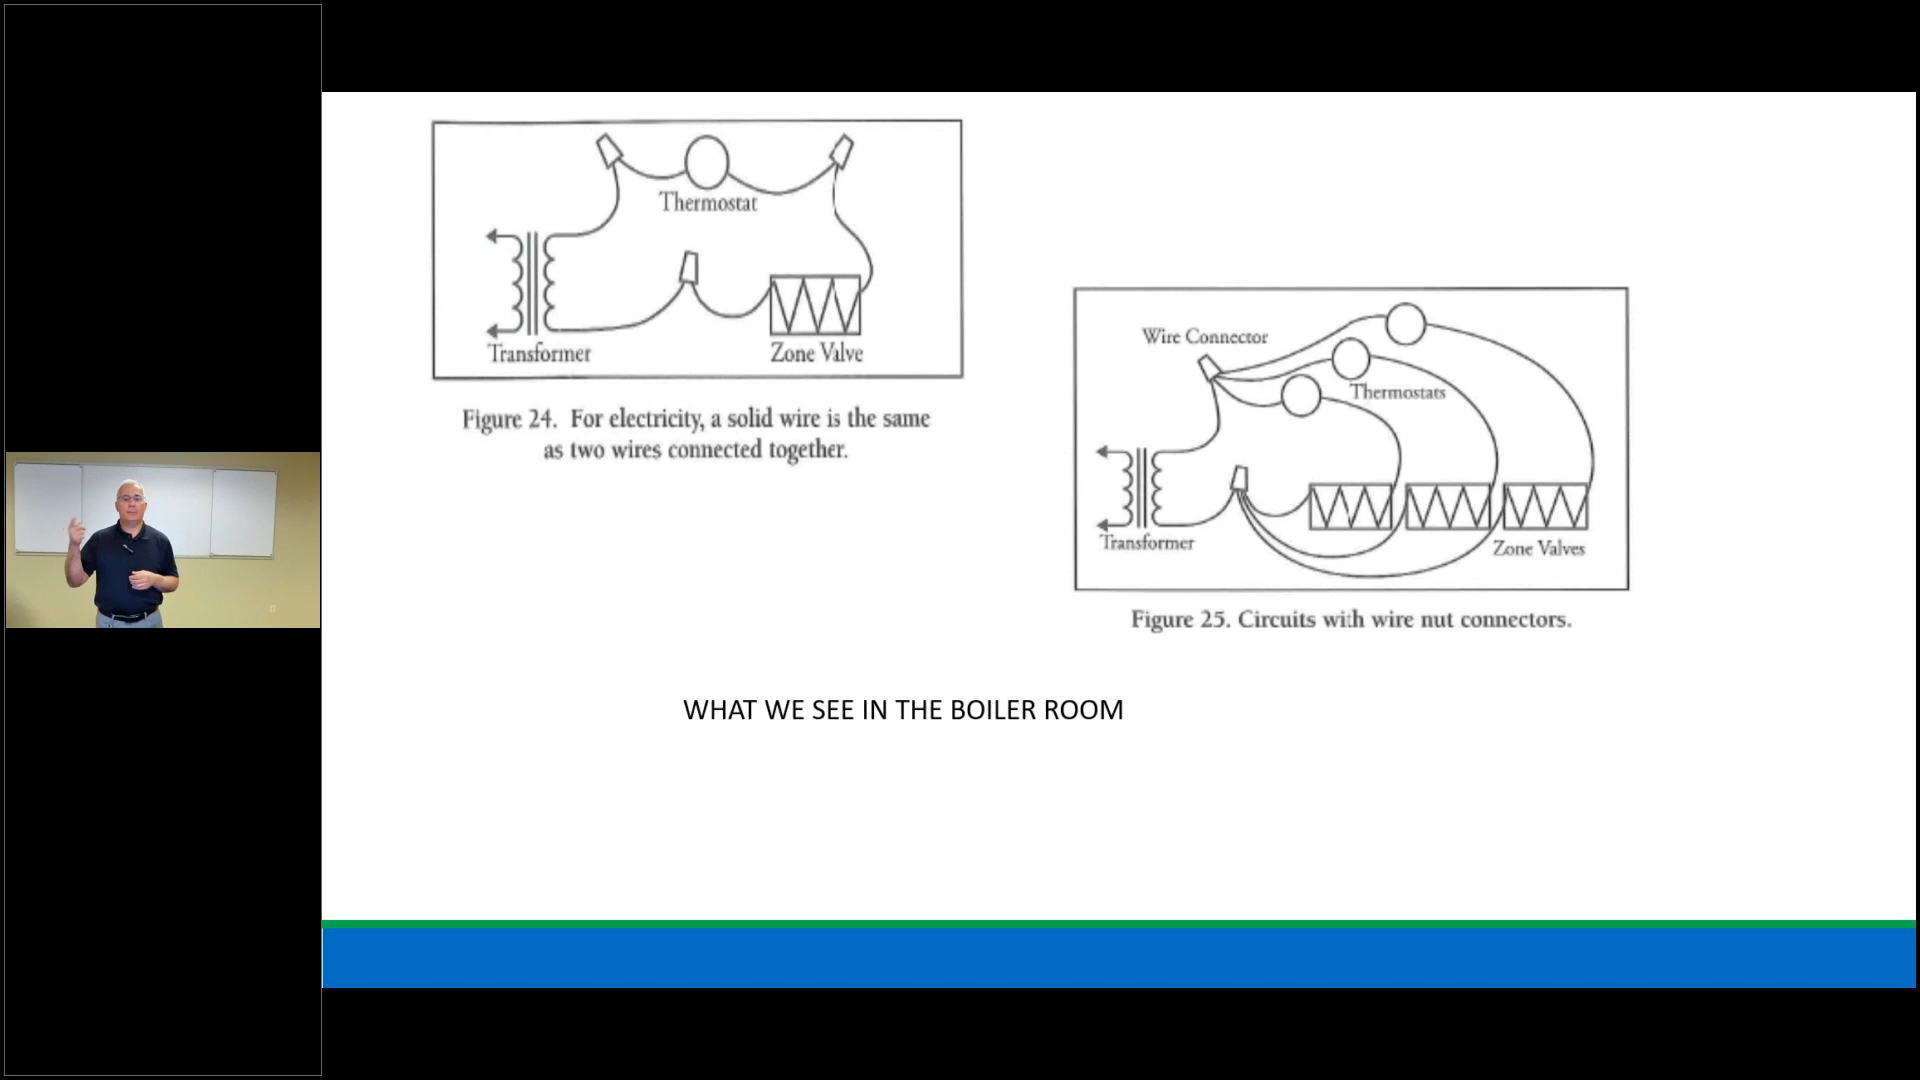 Thermostat
Transformer
Zone Valve
Figure 24. For electricity, a solid wire is the same
as two wires connected together.
Wire Connector
Thermostats
Transformer
Zone Valves
Figure 25. Circuits with wire nut connectors.
WHAT WE SEE IN THE BOILER ROOM